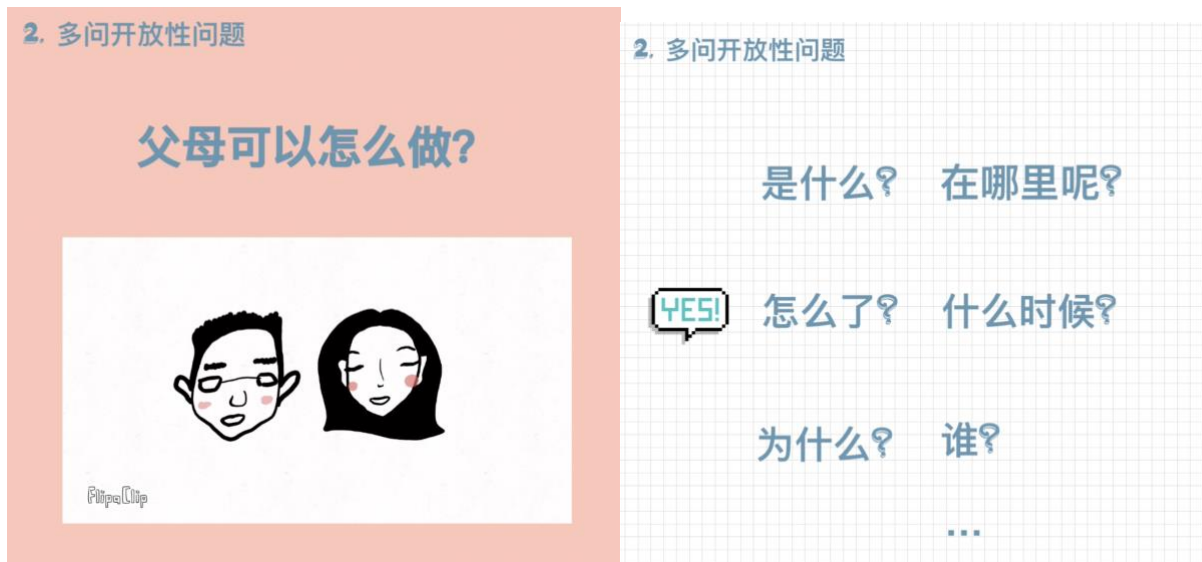 2. 多问开放性问题
父母可以怎么做?
FlipaClip
2. 多问开放性问题
是什么? 在哪里呢?
YES! 怎么了? 什么时候?
为什么? 谁?
...